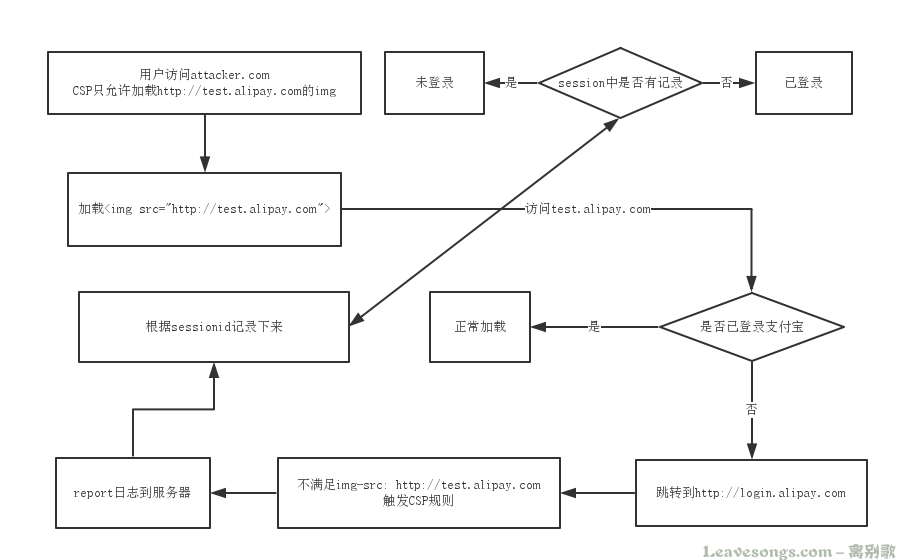 用户访问attacker.com
CSP只允许加载http://test.alipay.com的img
未登录
是
session中是否有记录
否
已登录
加载<img src="http://test.alipay.com">
访问test.alipay.com
根据sessionid记录下来
正常加载
是
是否已登录支付宝
否
report日志到服务器
不满足img-src: http://test.alipay.com
触发CSP规则
跳转到http://login.alipay.com
Leavesongs.com - 离别歌